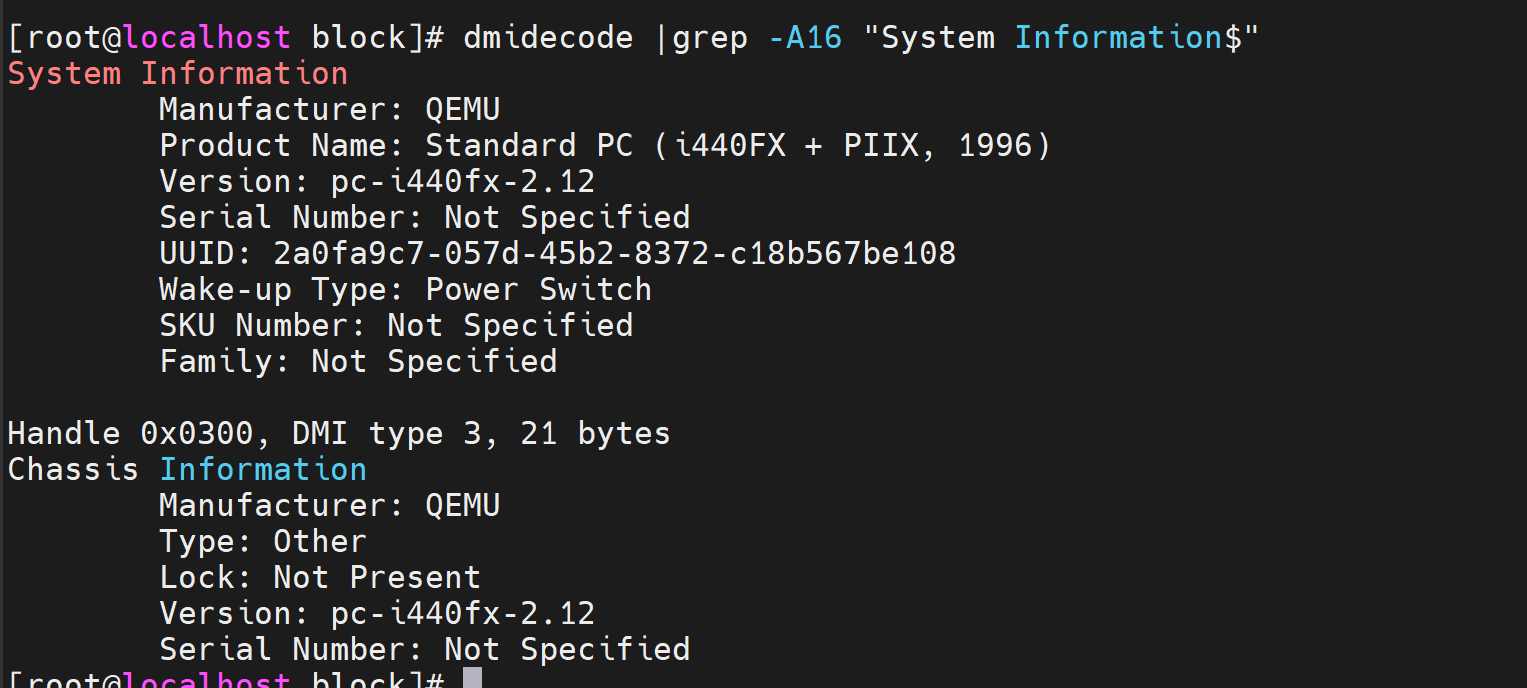 [root@localhost block]# dmidecode |grep -A16 "System Information$"
System Information
Manufacturer: QEMU
Product Name: Standard PC (i440FX + PIIX, 1996)
Version: pc-i440fx-2.12
Serial Number: Not Specified
UUID: 2a0fa9c7-057d-45b2-8372-c18b567be108
Wake-up Type: Power Switch
SKU Number: Not Specified
Family: Not Specified
Handle 0x0300, DMI type 3, 21 bytes
Chassis Information
Manufacturer: QEMU
Type: Other
Lock: Not Present
Version: pc-i440fx-2.12
Serial Number: Not Specified
[root@localhost block]#